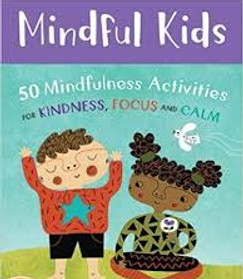 Mindful Kids
50 Mindfulness Activities
FOR KINDNESS, FOCUS AND CALM